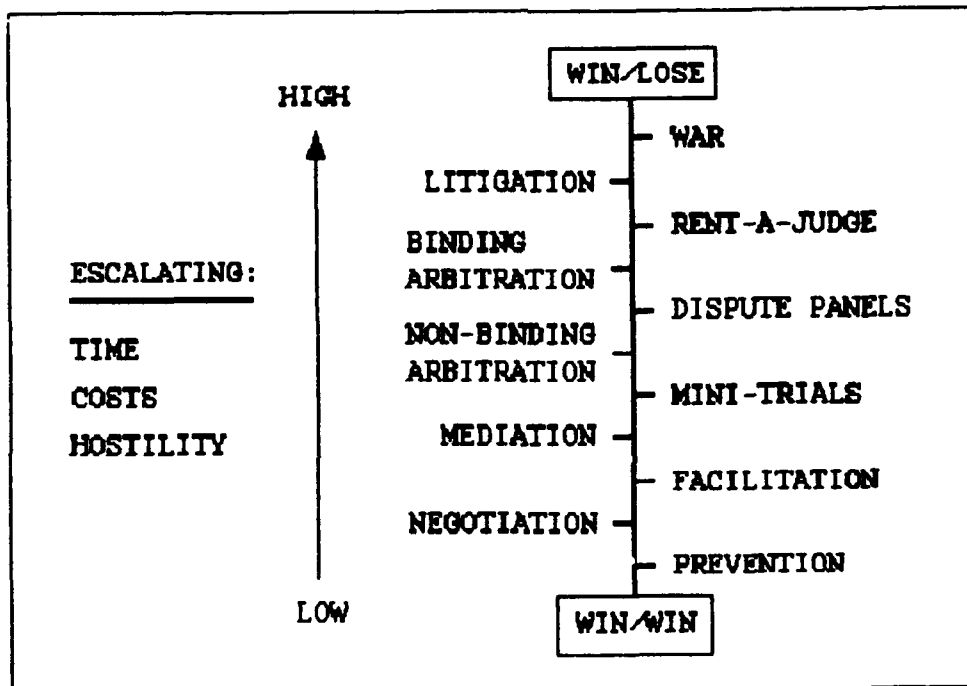 WIN/LOSE
HIGH
WAR
LITIGATION
RENT-A-JUDGE
BINDING
ARBITRATION
ESCALATING:
DISPUTE PANELS
NON-BINDING
ARBITRATION
TIME
COSTS
MINI-TRIALS
HOSTILITY
MEDIATION
FACILITATION
NEGOTIATION
PREVENTION
LOW
WIN/WIN